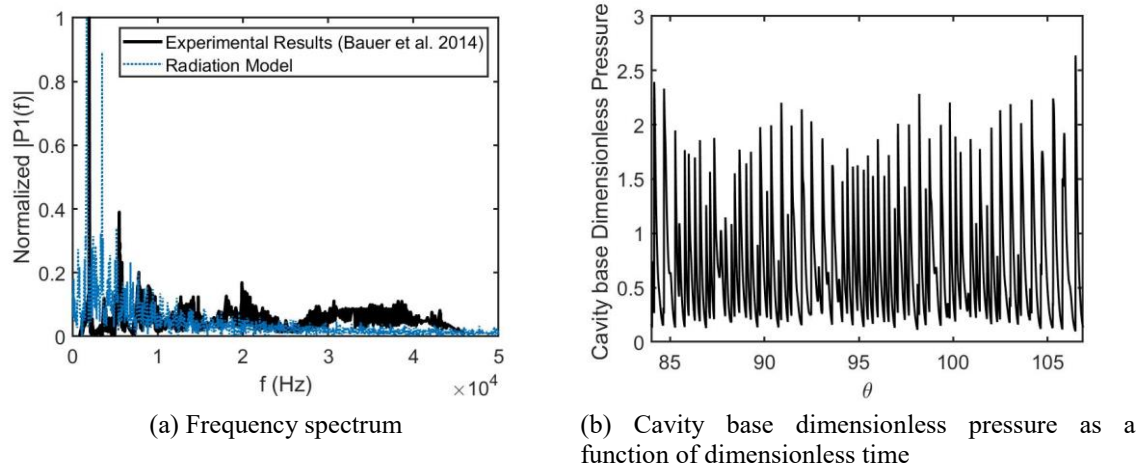 Normalized |P1(f)|
1
0.8
0.6
0.4
0.2
0
Experimental Results (Bauer et al. 2014)
Radiation Model
0 1 2 3 4 5
f (Hz) ×10⁴
(a) Frequency spectrum
Cavity base Dimensionless Pressure
3
2.5
2
1.5
1
0.5
0
85 90 95 100 105
θ
(b) Cavity base dimensionless pressure as a
function of dimensionless time